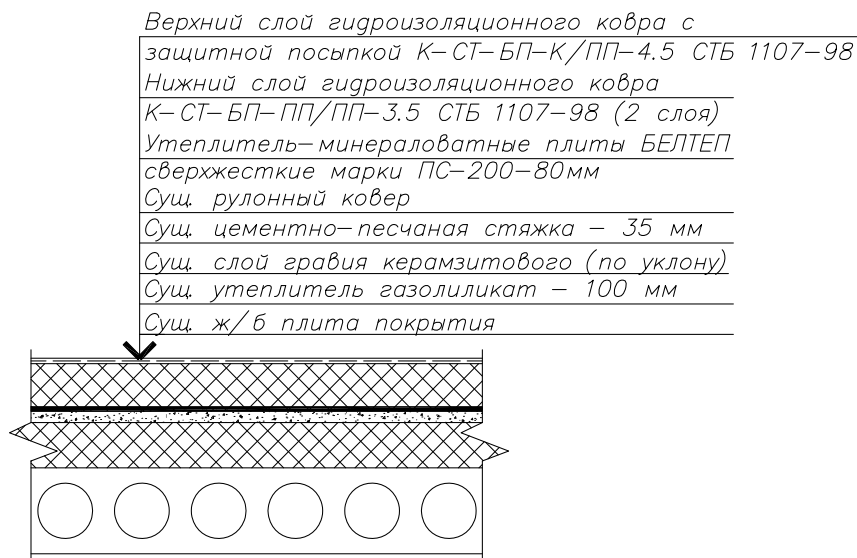 Верхний слой гидроизоляционного ковра с
защитной посыпкой К-СТ-БП-К/ПП-4.5 СТБ 1107-98
Нижний слой гидроизоляционного ковра
К-СТ-БП-ПП/ПП-3.5 СТБ 1107-98 (2 слоя)
Утеплитель-минераловатные плиты БЕЛТЕП
сверхжесткие марки ПС-200-80мм
Сущ. рулонный ковер
Сущ. цементно-песчаная стяжка - 35 мм
Сущ. слой гравия керамзитового (по уклону)
Сущ. утеплитель газолиликат - 100 мм
Сущ. ж/б плита покрытия